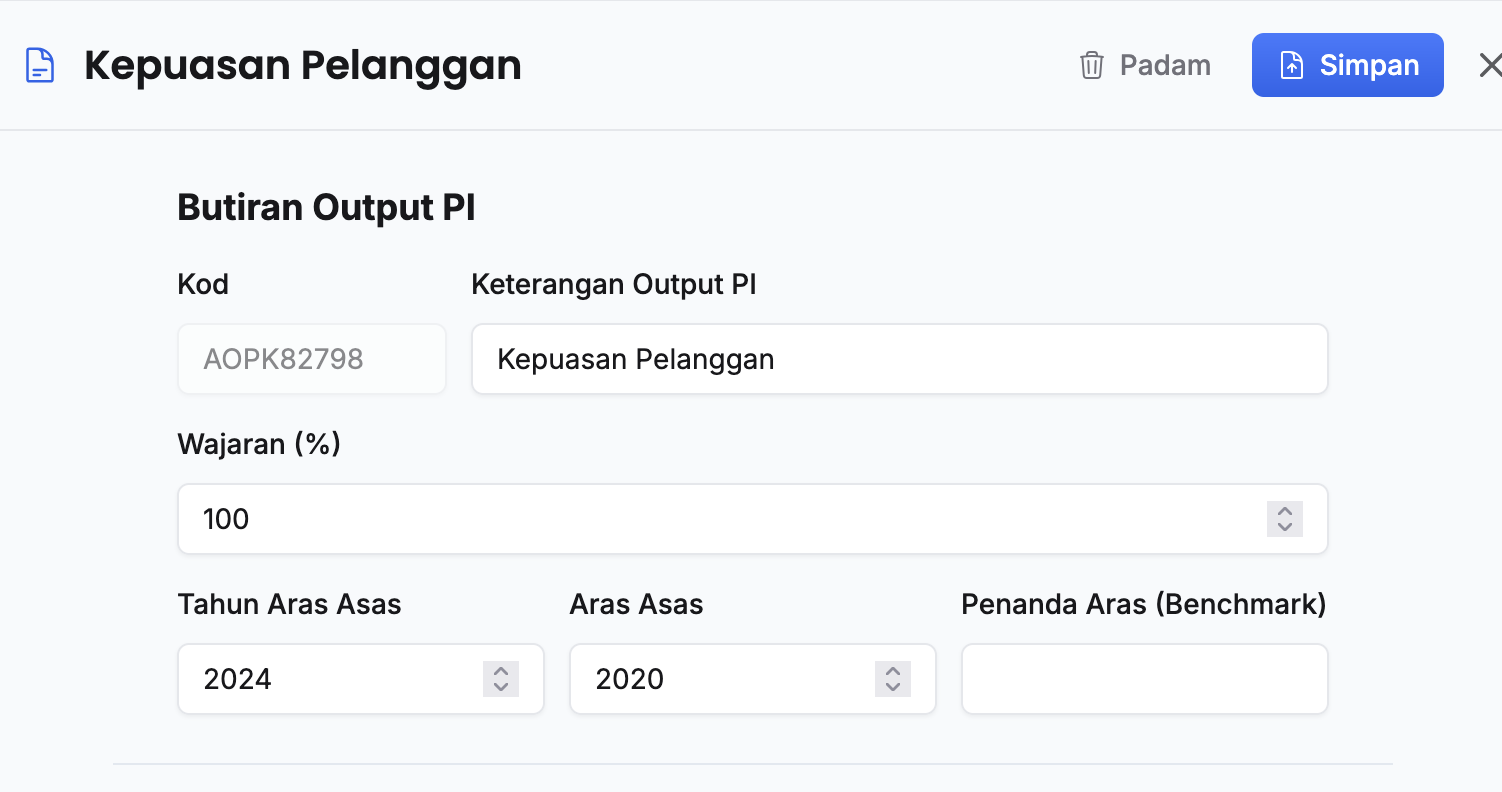 Kepuasan Pelanggan
Padam
Simpan
Butiran Output PI
Kod
Keterangan Output PI
AOPK82798
Kepuasan Pelanggan
Wajaran (%)
100
Tahun Aras Asas
Aras Asas
Penanda Aras (Benchmark)
2024
2020